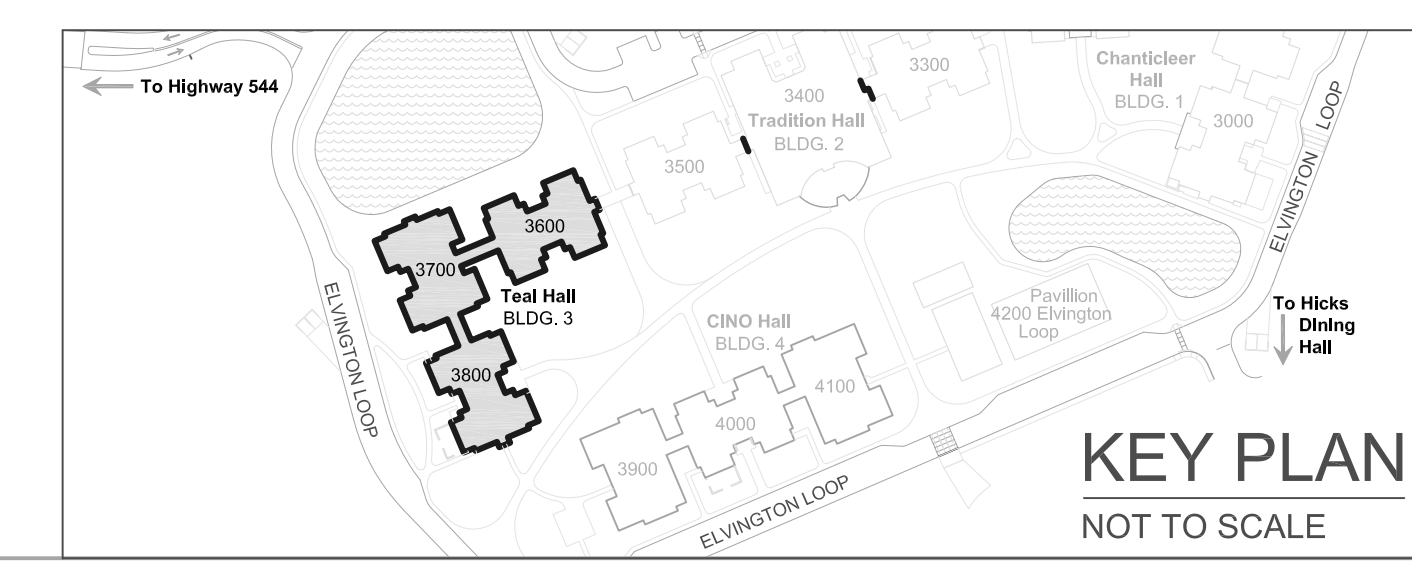 To Highway 544
3300
Chanticleer
Hall
BLDG. 1
3400
Tradition Hall
BLDG. 2
3000
ELVINGTON LOOP
3500
3600
3700
Teal Hall
BLDG. 3
3800
ELVINGTON LOOP
CINO Hall
BLDG. 4
Pavillion
4200 Elvington
Loop
To Hicks
DIning
Hall
4100
4000
3900
ELVINGTON LOOP
KEY PLAN
NOT TO SCALE